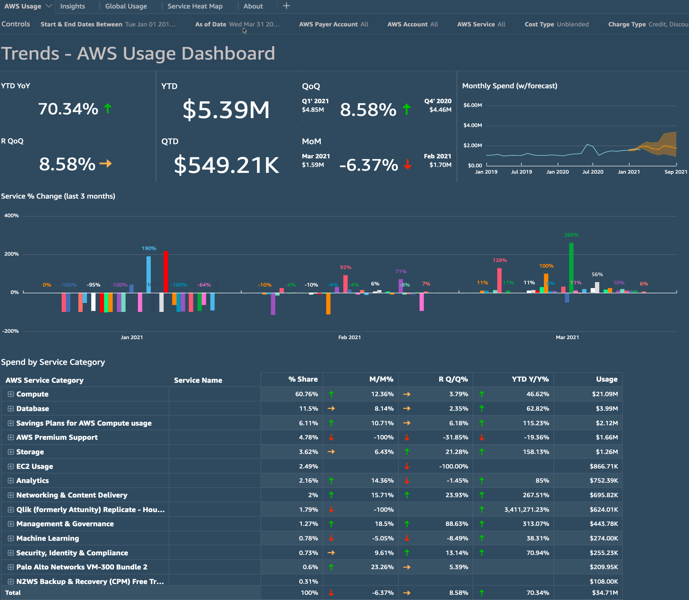 AWS Usage Insights Global Usage Service Heat Map About
Controls Start & End Dates Between Tue Jan 01 201... As of Date Wed Mar 31 20... AWS Payer Account All AWS Account All AWS Service All Cost Type Unblended Charge Type Credit, Discou
Trends - AWS Usage Dashboard
YTD YoY
70.34%
R QoQ
8.58%
YTD
$5.39M
QTD
$549.21K
QoQ
Q1' 2021
$4.85M
8.58%
Q4' 2020
$4.46M
MoM
Mar 2021
$1.59M
-6.37%
Feb 2021
$1.70M
Monthly Spend (w/forecast)
$6.00M
$4.00M
$2.00M
$0.00
Jan 2019 Jul 2019 Jan 2020 Jul 2020 Jan 2021 Sep 2021
Service % Change (last 3 months)
400%
200%
0%
-200%
0% -100% -95% -100% 190% -100% -64%
-10% -4% -10% 92% 6% 71% -8% 7%
11% 128% 11% 11% 100% 260% 11% 56% 10% 6%
Jan 2021 Feb 2021 Mar 2021
Spend by Service Category
AWS Service Category Service Name % Share M/M% R Q/Q% YTD Y/Y% Usage
Compute 60.76% 12.36% 3.79% 46.62% $21.09M
Database 11.5% 8.14% 2.35% 62.82% $3.99M
Savings Plans for AWS Compute usage 6.11% 10.71% 6.18% 115.23% $2.12M
AWS Premium Support 4.78% -100% -31.85% -19.36% $1.66M
Storage 3.62% 6.43% 21.28% 158.13% $1.26M
EC2 Usage 2.49% -100.00% $866.71K
Analytics 2.16% 14.36% -1.45% 85% $752.39K
Networking & Content Delivery 2% 15.71% 23.93% 267.51% $695.82K
Qlik (formerly Attunity) Replicate - Hou... 1.79% -100% 3,411,271.23% $624.01K
Management & Governance 1.27% 18.5% 88.63% 313.07% $443.78K
Machine Learning 0.78% -5.05% -8.49% 38.31% $274.00K
Security, Identity & Compliance 0.73% 9.61% 13.14% 70.94% $255.23K
Palo Alto Networks VM-300 Bundle 2 0.6% 23.26% 5.39% $209.95K
N2WS Backup & Recovery (CPM) Free Tr... 0.31% $108.00K
Total 100% -6.37% 8.58% 70.34% $34.71M